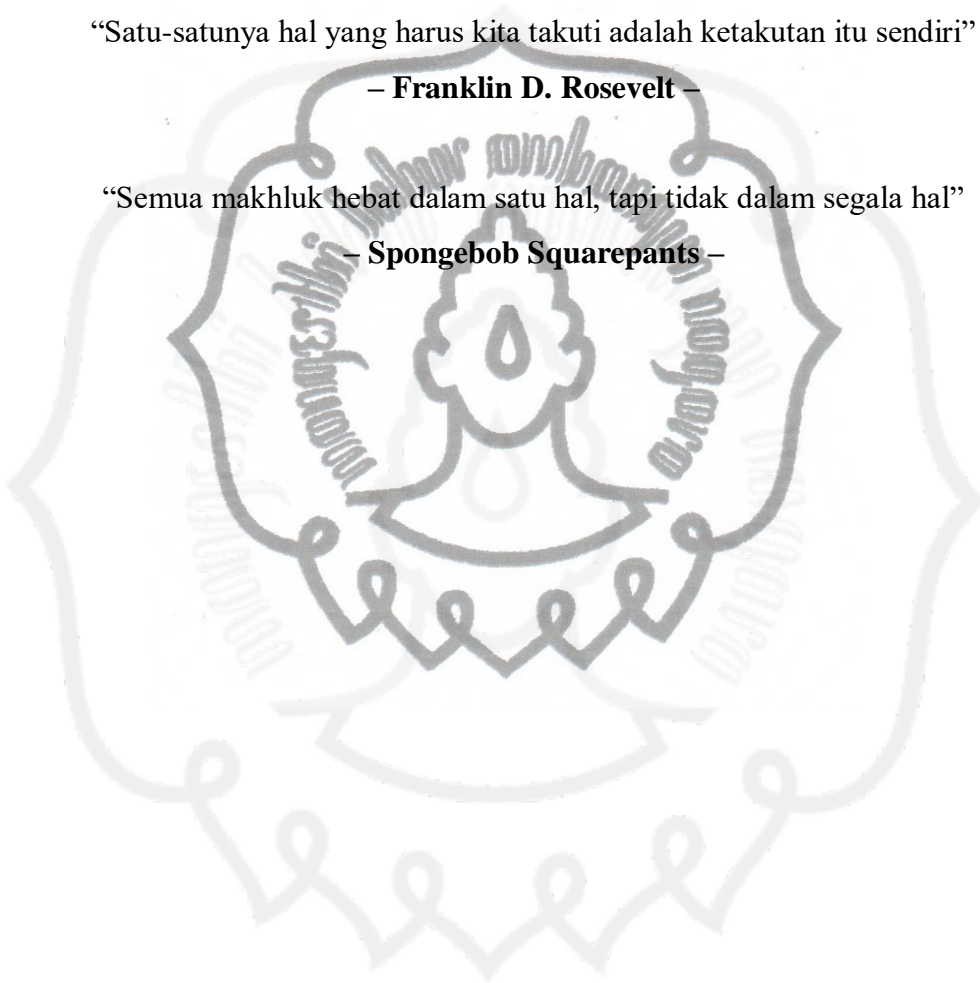 “Satu-satunya hal yang harus kita takuti adalah ketakutan itu sendiri”
– Franklin D. Rosevelt –
“Semua makhluk hebat dalam satu hal, tapi tidak dalam segala hal”
– Spongebob Squarepants –